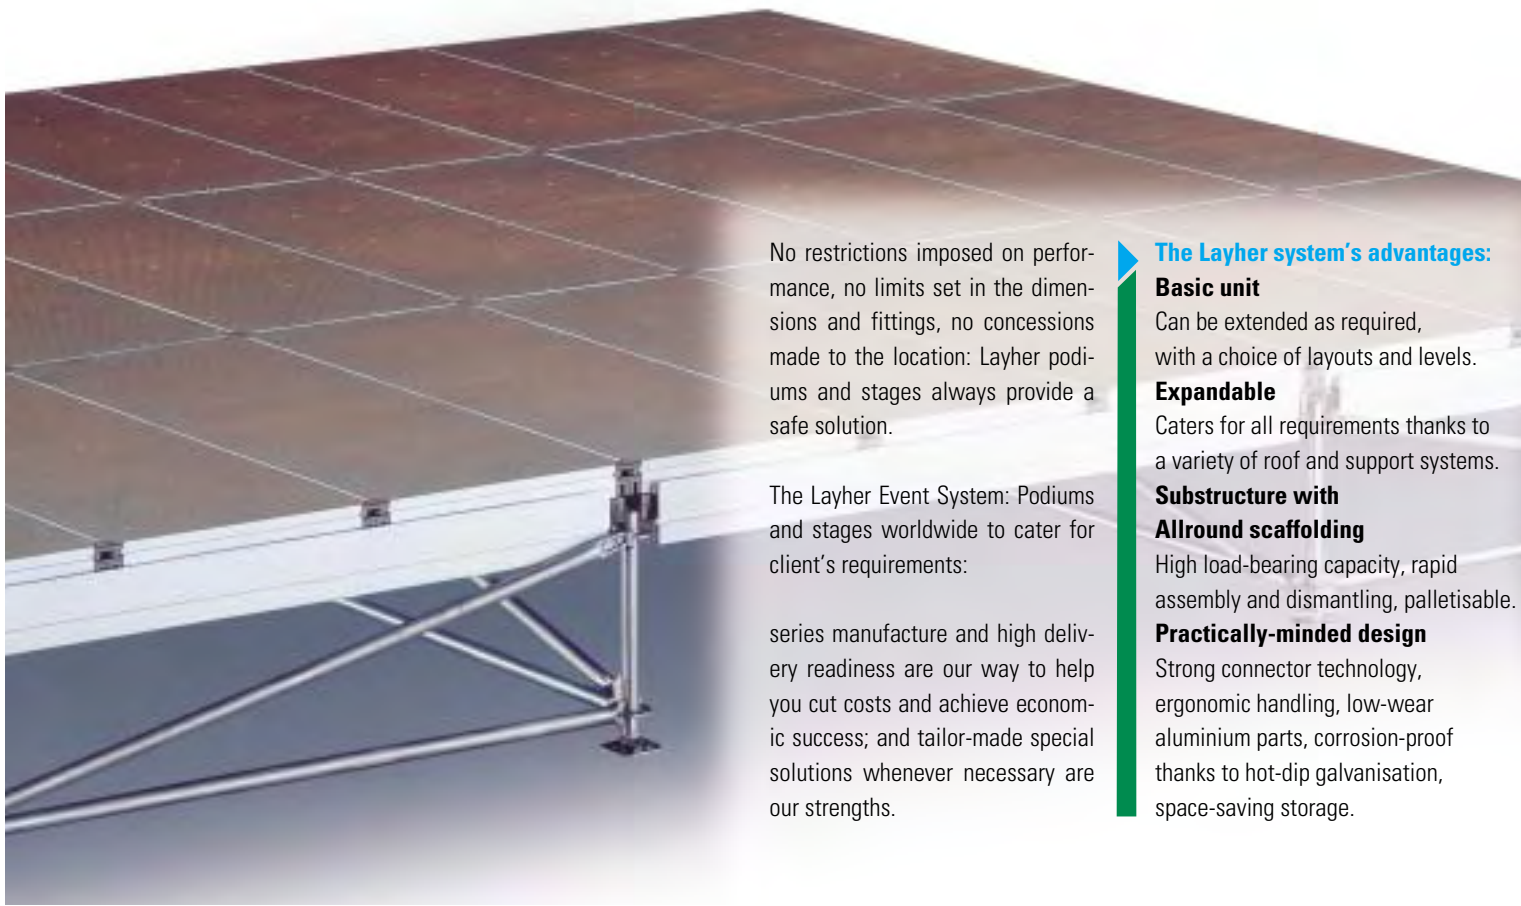 No restrictions imposed on perfor-
mance, no limits set in the dimen-
sions and fittings, no concessions
made to the location: Layher podi-
ums and stages always provide a
safe solution.
The Layher Event System: Podiums
and stages worldwide to cater for
client’s requirements:
series manufacture and high deliv-
ery readiness are our way to help
you cut costs and achieve econom-
ic success; and tailor-made special
solutions whenever necessary are
our strengths.
The Layher system’s advantages:
Basic unit
Can be extended as required,
with a choice of layouts and levels.
Expandable
Caters for all requirements thanks to
a variety of roof and support systems.
Substructure with
Allround scaffolding
High load-bearing capacity, rapid
assembly and dismantling, palletisable.
Practically-minded design
Strong connector technology,
ergonomic handling, low-wear
aluminium parts, corrosion-proof
thanks to hot-dip galvanisation,
space-saving storage.